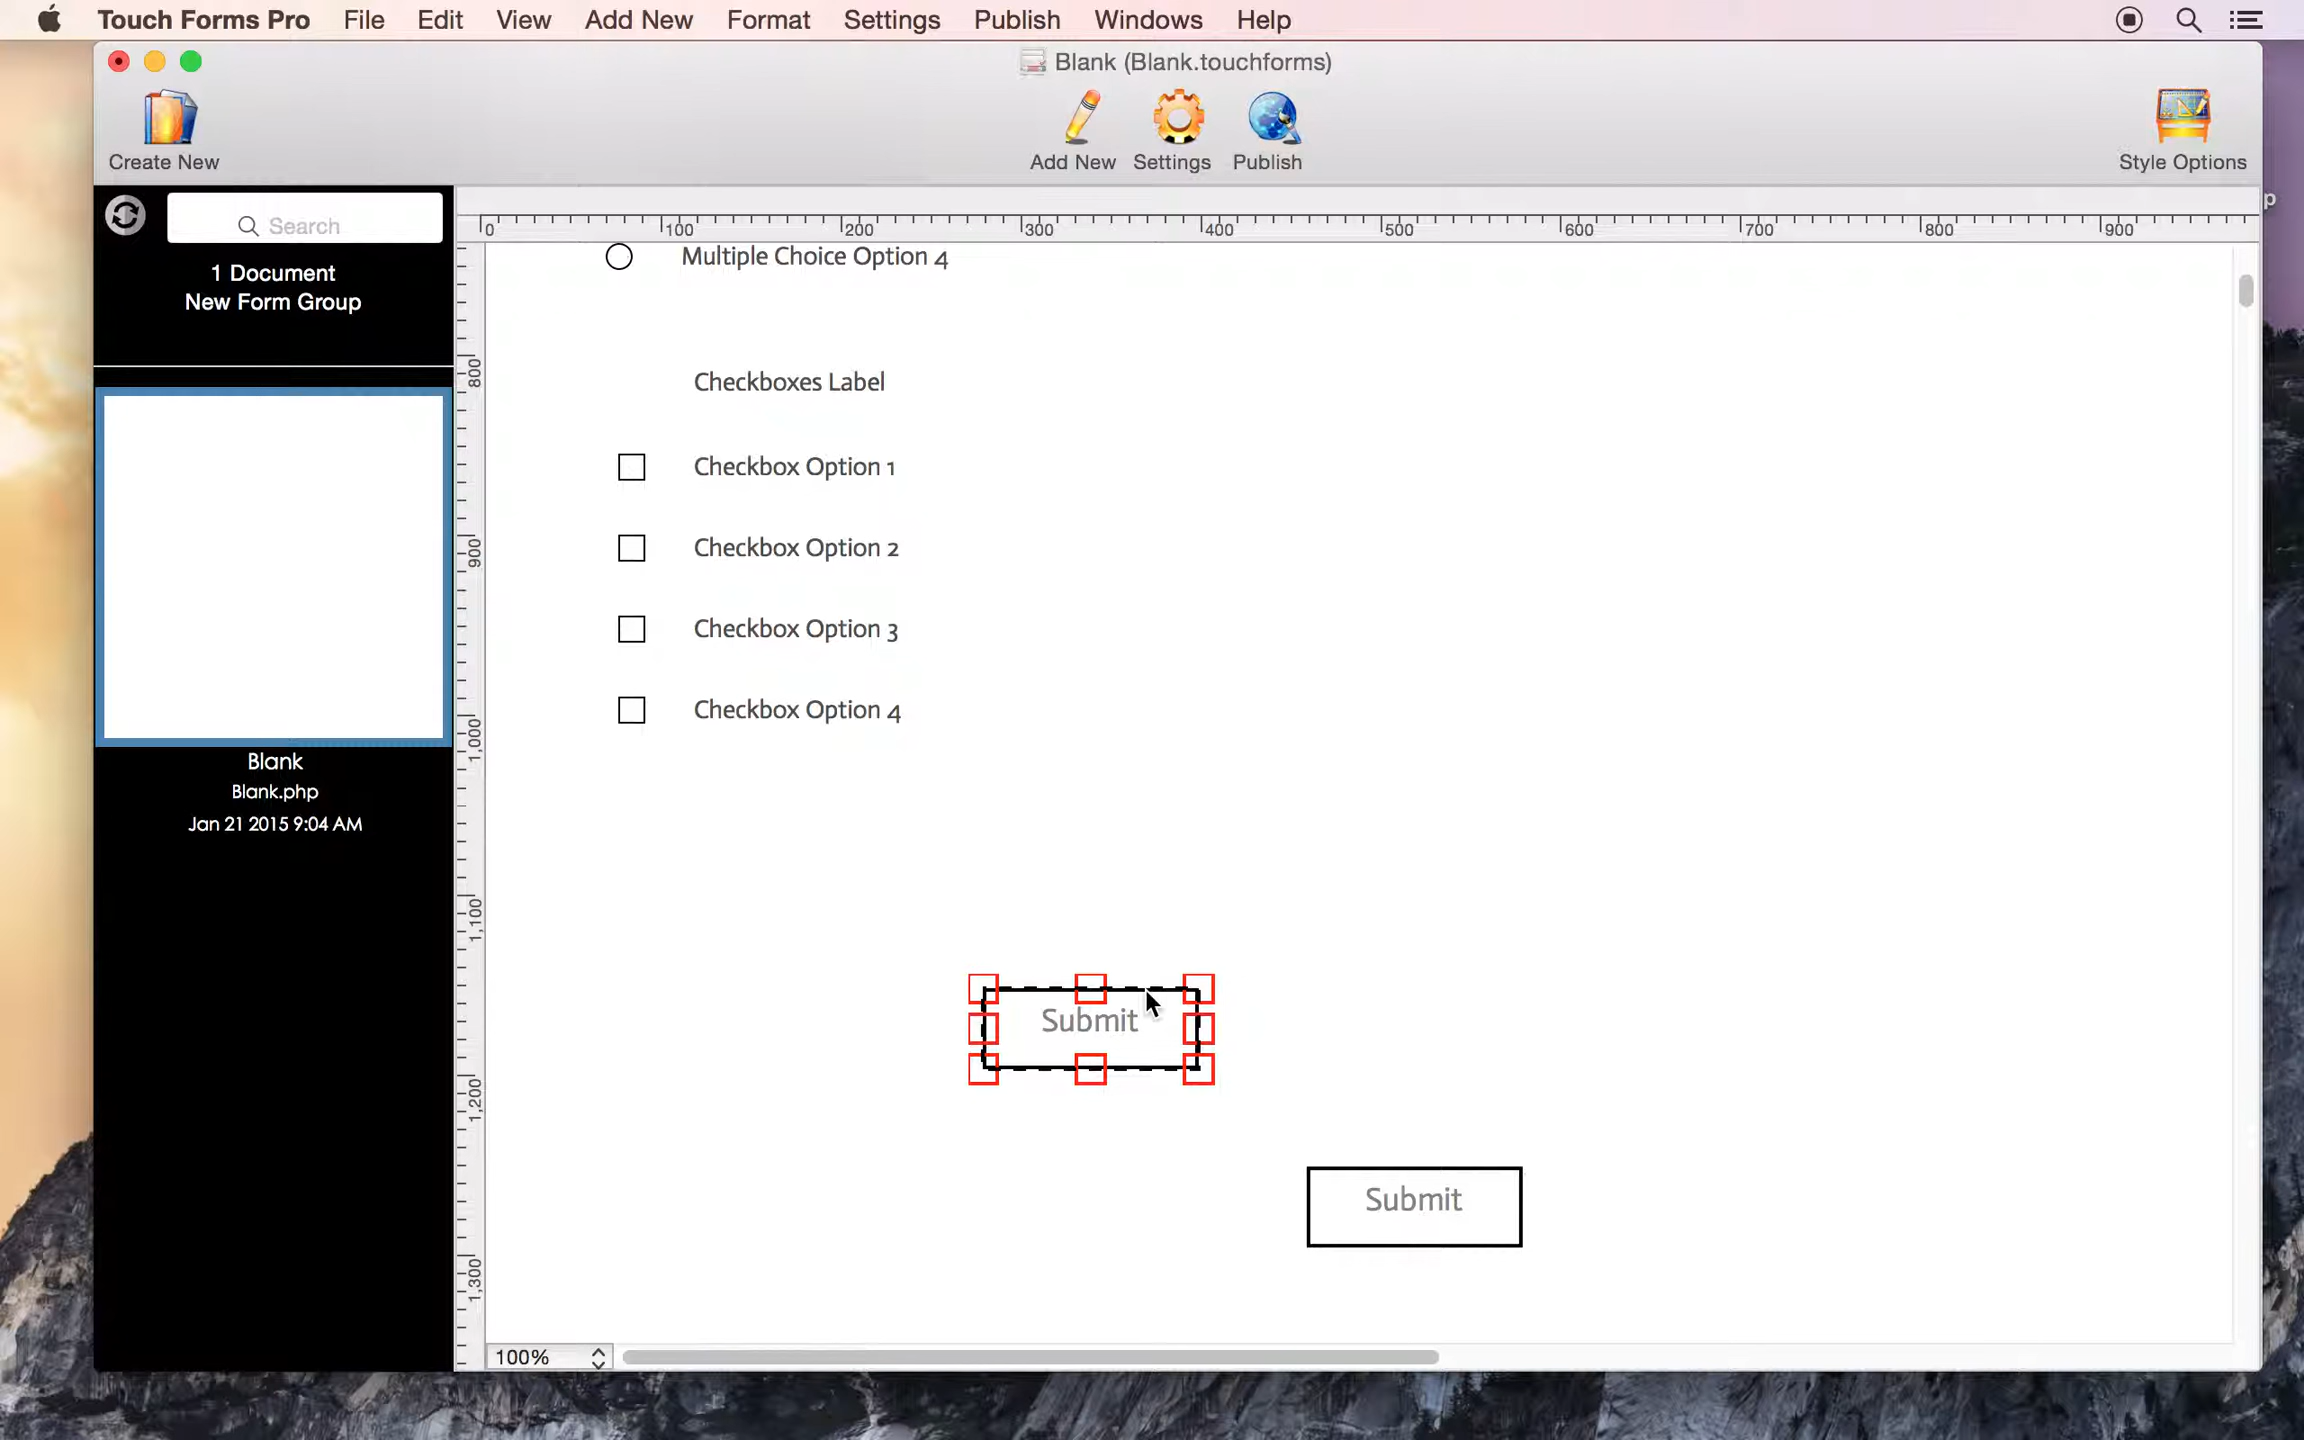 Touch Forms Pro File Edit View Add New Format Settings Publish Windows Help
Blank (Blank.touchforms)
Create New
Add New
Settings
Publish
Style Options
Search
1 Document
New Form Group
Blank
Blank.php
Jan 21 2015 9:04 AM
0 100 200 300 400 500 600 700 800 900
800
900
1,000
1,100
1,200
1,300
Multiple Choice Option 4
Checkboxes Label
Checkbox Option 1
Checkbox Option 2
Checkbox Option 3
Checkbox Option 4
Submit
Submit
100%
p